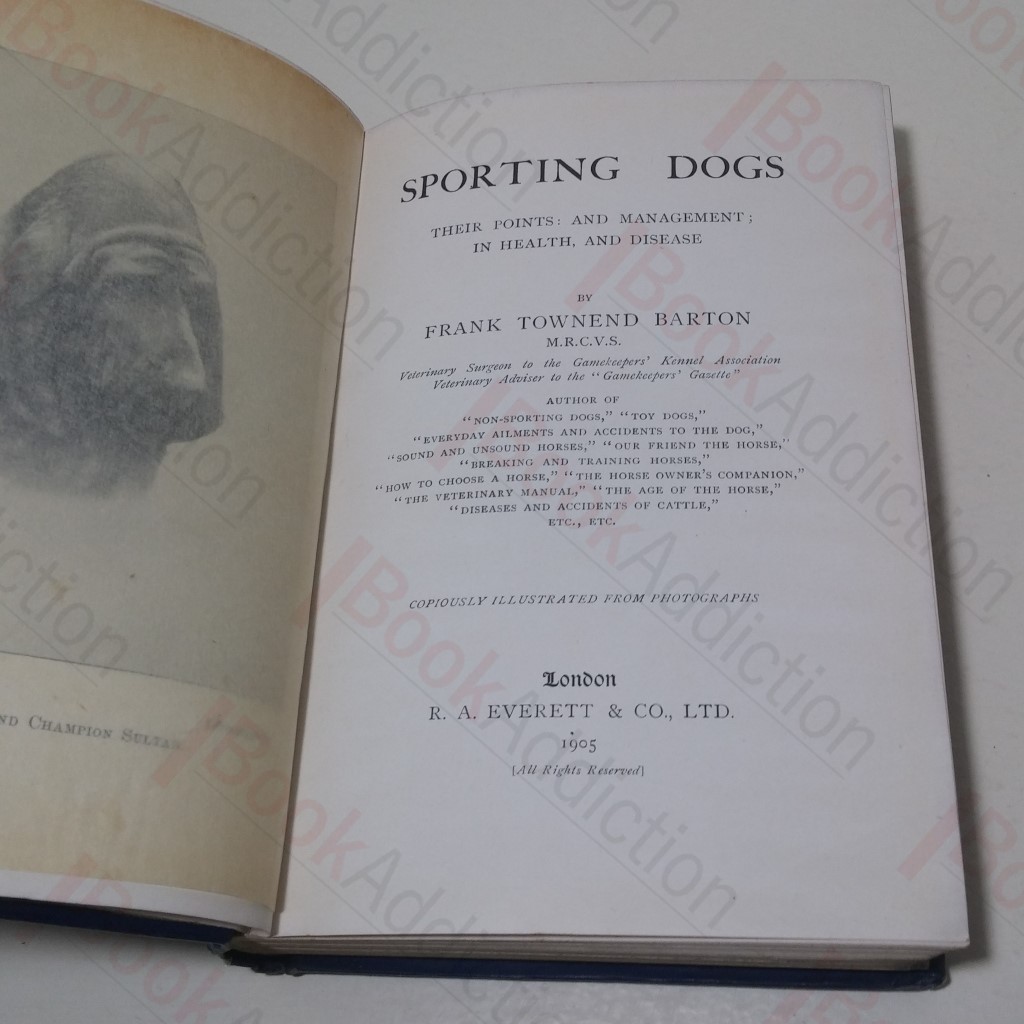 ND CHAMPION SULTAN
SPORTING DOGS
THEIR POINTS: AND MANAGEMENT;
IN HEALTH, AND DISEASE
BY
FRANK TOWNEND BARTON
M.R.C.V.S.
Veterinary Surgeon to the Gamekeepers' Kennel Association
Veterinary Adviser to the "Gamekeepers' Gazette"
AUTHOR OF
"NON-SPORTING DOGS," "TOY DOGS,"
"EVERYDAY AILMENTS AND ACCIDENTS TO THE DOG,"
"SOUND AND UNSOUND HORSES," "OUR FRIEND THE HORSE,"
"BREAKING AND TRAINING HORSES,"
"HOW TO CHOOSE A HORSE," "THE HORSE OWNER'S COMPANION,"
"THE VETERINARY MANUAL," "THE AGE OF THE HORSE,"
"DISEASES AND ACCIDENTS OF CATTLE,"
ETC., ETC.
COPIOUSLY ILLUSTRATED FROM PHOTOGRAPHS
London
R. A. EVERETT & CO., LTD.
1905
[All Rights Reserved]
BookAddiction